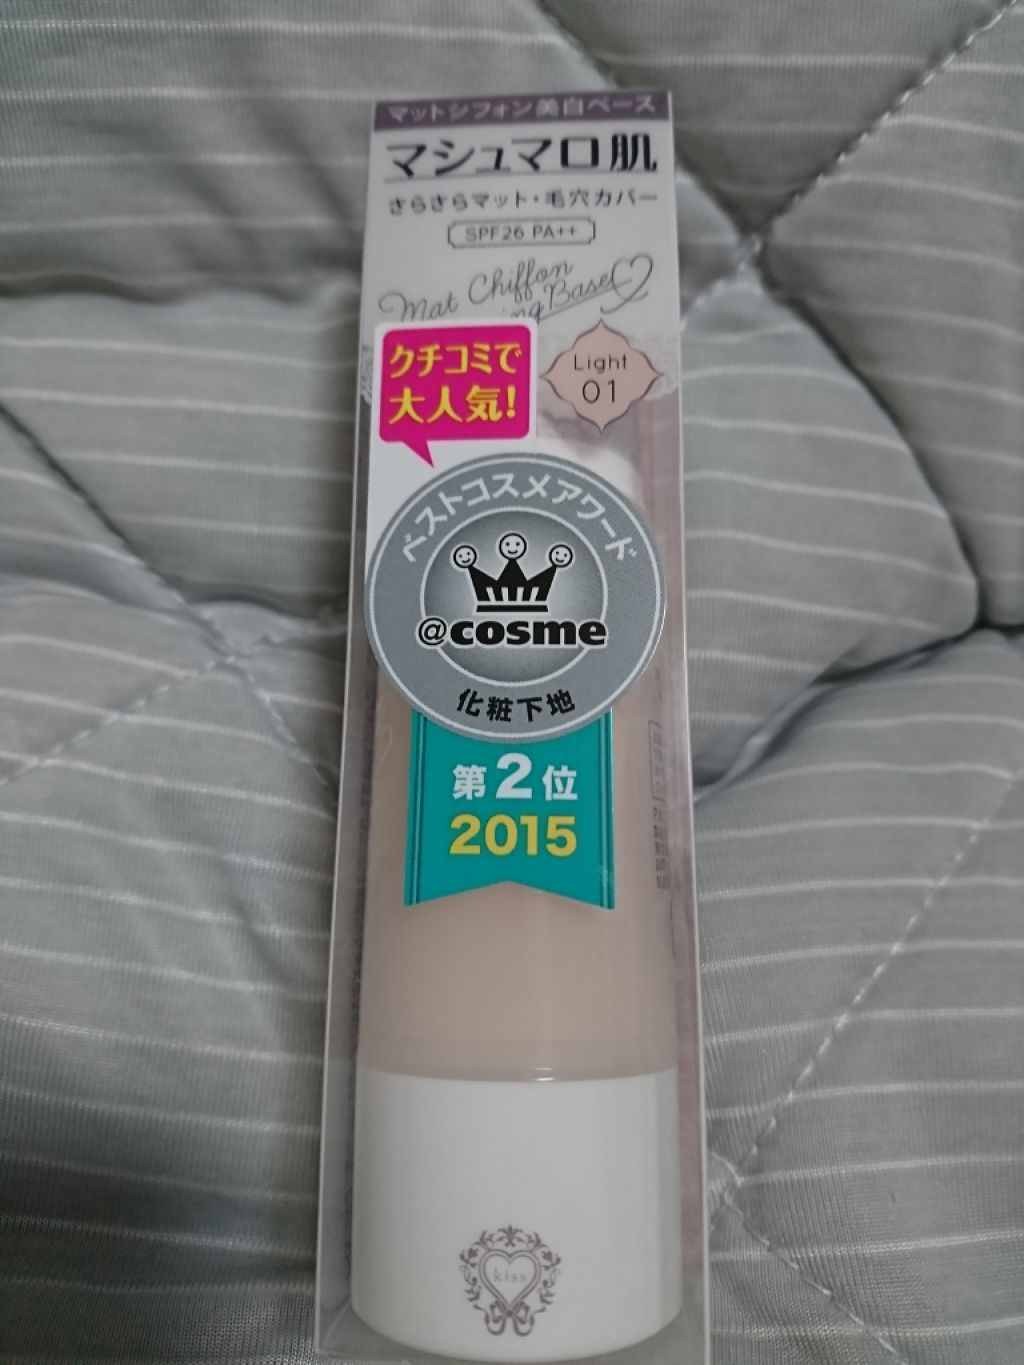 マットシフォン美白ベース
マシュマロ肌
さらさらマット・毛穴カバー
SPF26 PA++
Mat Chiffon
ing Base
Light
01
クチコミで
大人気!
ベストコスメアワード
@cosme
化粧下地
第2位
2015
kiss